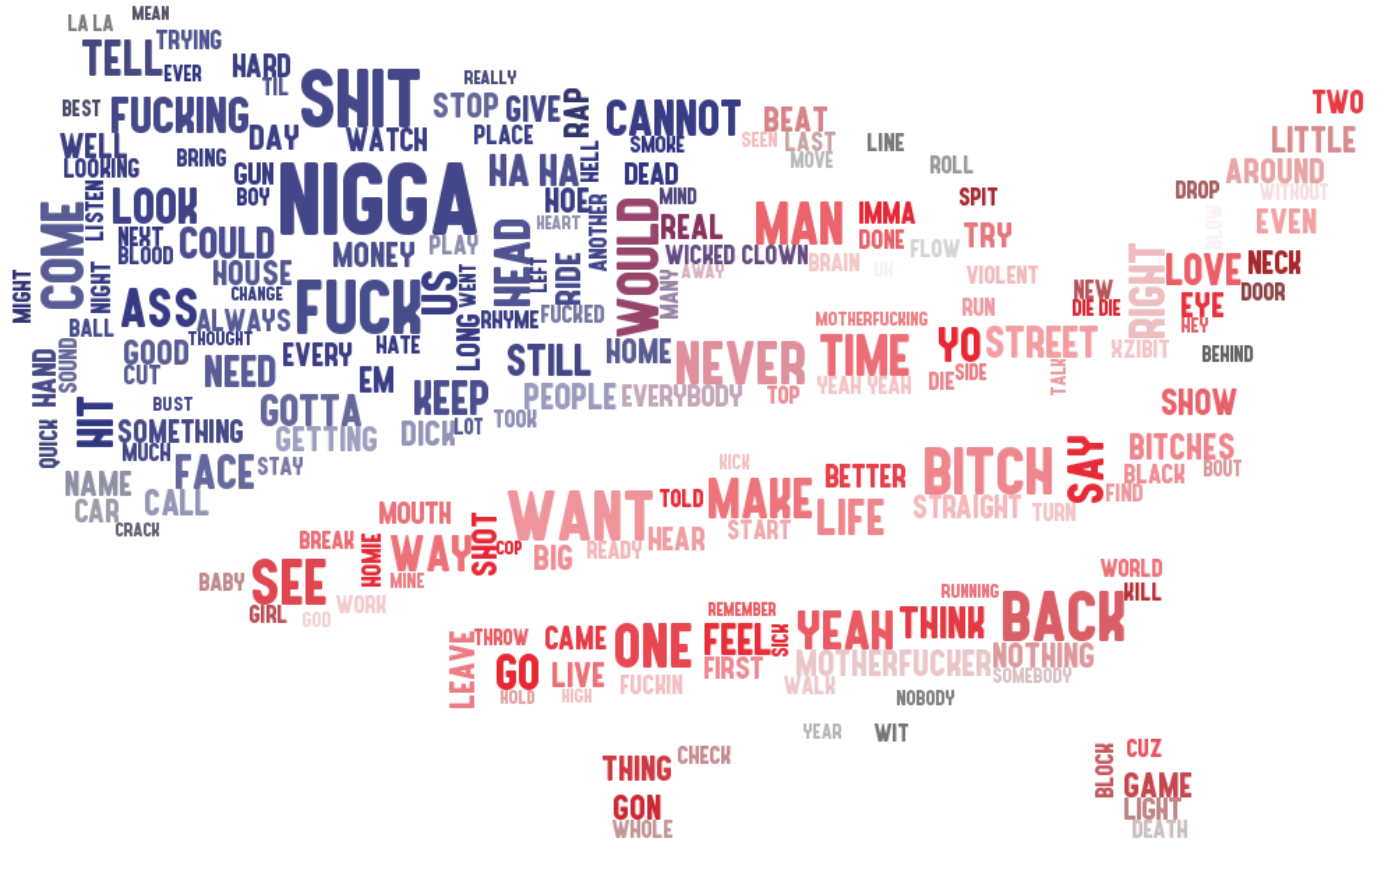 MEAN
LA LA
TRYING
TELL
EVER
HARD
TIL
SHIT
REALLY
BEST
FUCKING
STOP
GIVE
RAP
CANNOT
BEAT
TWO
WELL
DAY
WATCH
PLACE
SMOKE
SEEN
LAST
LINE
LITTLE
LOOKING
BRING
GUN
NIGGA
HA HA
HELL
DEAD
MOVE
ROLL
AROUND
LISTEN
LOOK
BOY
HOE
MIND
SPIT
DROP
WITHOUT
COME
NEXT
COULD
HEART
ANOTHER
WOULD
REAL
MAN
IMMA
TRY
BLOW
EVEN
BLOOD
MONEY
PLAY
HEAD
WICKED CLOWN
DONE
FLOW
MIGHT
NIGHT
HOUSE
US
WENT
LEFT
RIDE
MANY
AWAY
BRAIN
UH
VIOLENT
RIGHT
LOVE
NECK
ASS
CHANGE
FUCK
NEW
DOOR
BALL
ALWAYS
RHYME
FUCKED
RUN
DIE DIE
EYE
THOUGHT
LONG
MOTHERFUCKING
HEY
HAND
SOUND
GOOD
EVERY
HATE
STILL
HOME
NEVER
TIME
YO
STREET
XZIBIT
BEHIND
CUT
NEED
EM
KEEP
PEOPLE
EVERYBODY
TOP
YEAH YEAH
DIE
SIDE
TALK
QUICK
HIT
BUST
GOTTA
TOOK
SHOW
SOMETHING
GETTING
DICK
LOT
MUCH
SAY
BITCHES
NAME
FACE
STAY
KICK
BETTER
BITCH
BLACK
BOUT
CAR
CALL
WANT
TOLD
MAKE
FIND
CRACK
MOUTH
SHOT
START
LIFE
STRAIGHT
TURN
BREAK
HOMIE
WAY
COP
BIG
READY
HEAR
BABY
SEE
MINE
WORLD
GIRL
GOD
WORK
RUNNING
KILL
LEAVE
THROW
CAME
ONE
REMEMBER
FEEL
SICK
YEAH
THINK
BACK
GO
LIVE
FIRST
MOTHERFUCKER
NOTHING
HOLD
HIGH
FUCKIN
WALK
SOMEBODY
NOBODY
YEAR
WIT
THING
CHECK
BLOCK
CUZ
GON
GAME
WHOLE
LIGHT
DEATH